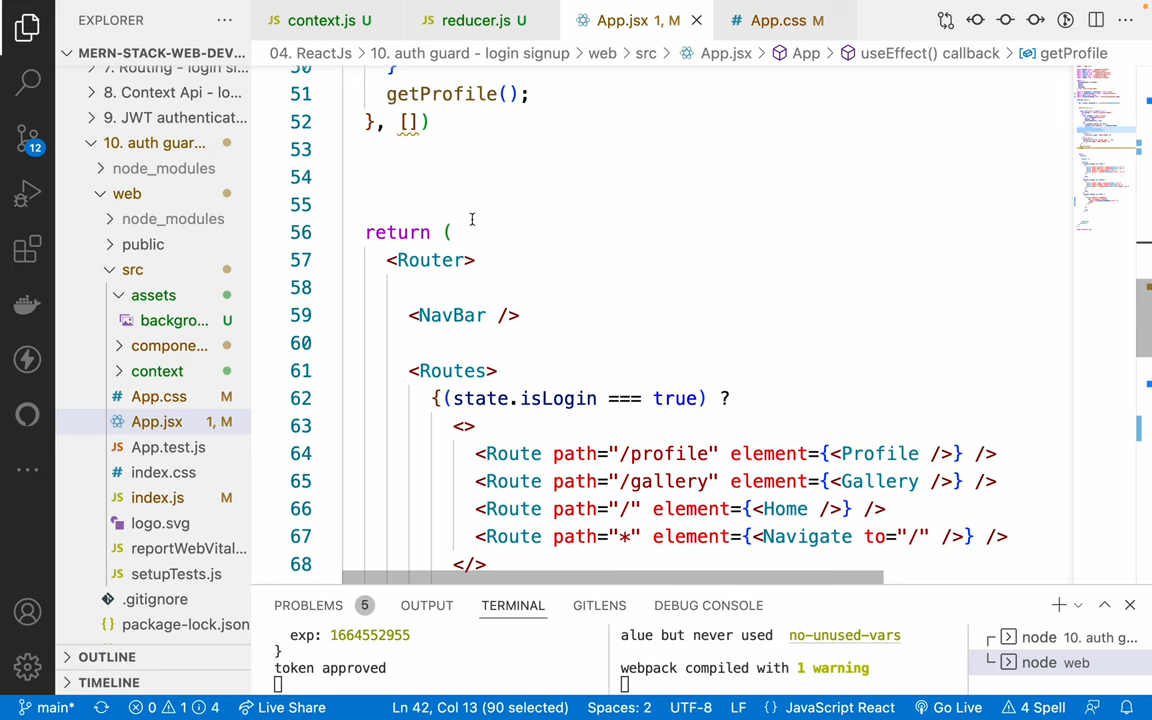 EXPLORER ...
MERN-STACK-WEB-DEV...
7. Routing - login si...
8. Context Api - lo...
9. JWT authenticat...
10. auth guar...
node_modules
web
node_modules
public
src
assets
backgro... U
compone...
context
App.css M
App.jsx 1, M
App.test.js
index.css
index.js M
logo.svg
reportWebVital...
setupTests.js
.gitignore
package-lock.json
OUTLINE
TIMELINE
12
JS context.js U
JS reducer.js U
App.jsx 1, M
# App.css M
04. ReactJs > 10. auth guard - login signup > web > src > App.jsx > App > useEffect() callback > getProfile
50 }
51 getProfile();
52 }, [])
53
54
55
56 return (
57 <Router>
58
59 <NavBar />
60
61 <Routes>
62 {(state.isLogin === true) ?
63 <>
64 <Route path="/profile" element={<Profile />} />
65 <Route path="/gallery" element={<Gallery />} />
66 <Route path="/" element={<Home />} />
67 <Route path="*" element={<Navigate to="/" />} />
68 </>
PROBLEMS 5 OUTPUT TERMINAL GITLENS DEBUG CONSOLE
exp: 1664552955
}
token approved
alue but never used no-unused-vars
webpack compiled with 1 warning
node 10. auth g...
node web
main* 0 1 4 Live Share Ln 42, Col 13 (90 selected) Spaces: 2 UTF-8 LF {} JavaScript React Go Live 4 Spell